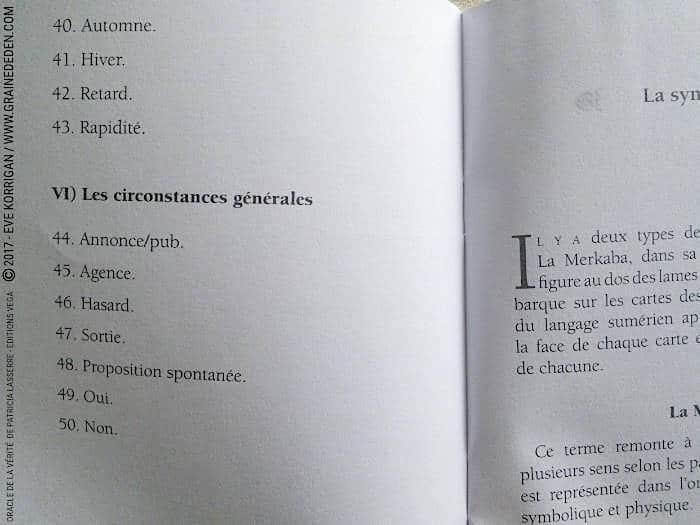 40. Automne.
41. Hiver.
42. Retard.
43. Rapidité.
VI) Les circonstances générales
44. Annonce/pub.
45. Agence.
46. Hasard.
47. Sortie.
48. Proposition spontanée.
49. Oui.
50. Non.
La
IL Y A deux types de
La Merkaba, dans sa
figure au dos des lames
barque sur les cartes des
du langage sumérien
la face de chaque carte
de chacune.
La
Ce terme remonte à
plusieurs sens selon les
est représentée dans
symbolique et physique.
ORACLE DE LA VÉRITÉ DE PATRICIA LASSERRE - EDITIONS VEGA © 2017 - EVE KORRIGAN / WWW.GRAINEDEDEN.COM